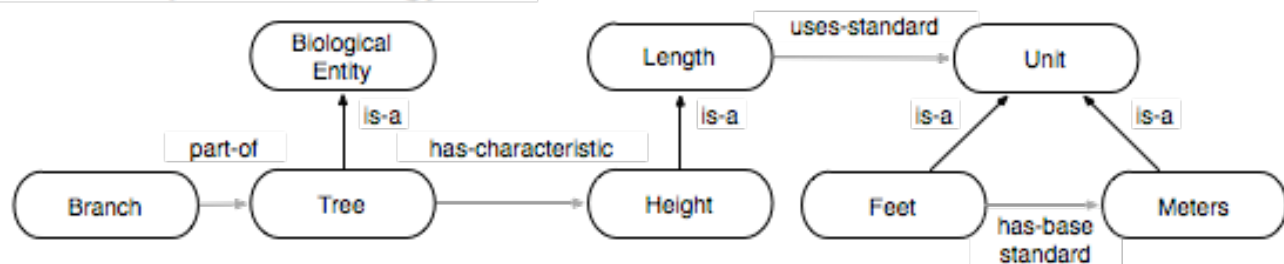 Biological
Entity
Length
uses-standard
Unit
is-a
is-a
is-a
is-a
part-of
has-characteristic
Branch
Tree
Height
Feet
Meters
has-base
standard